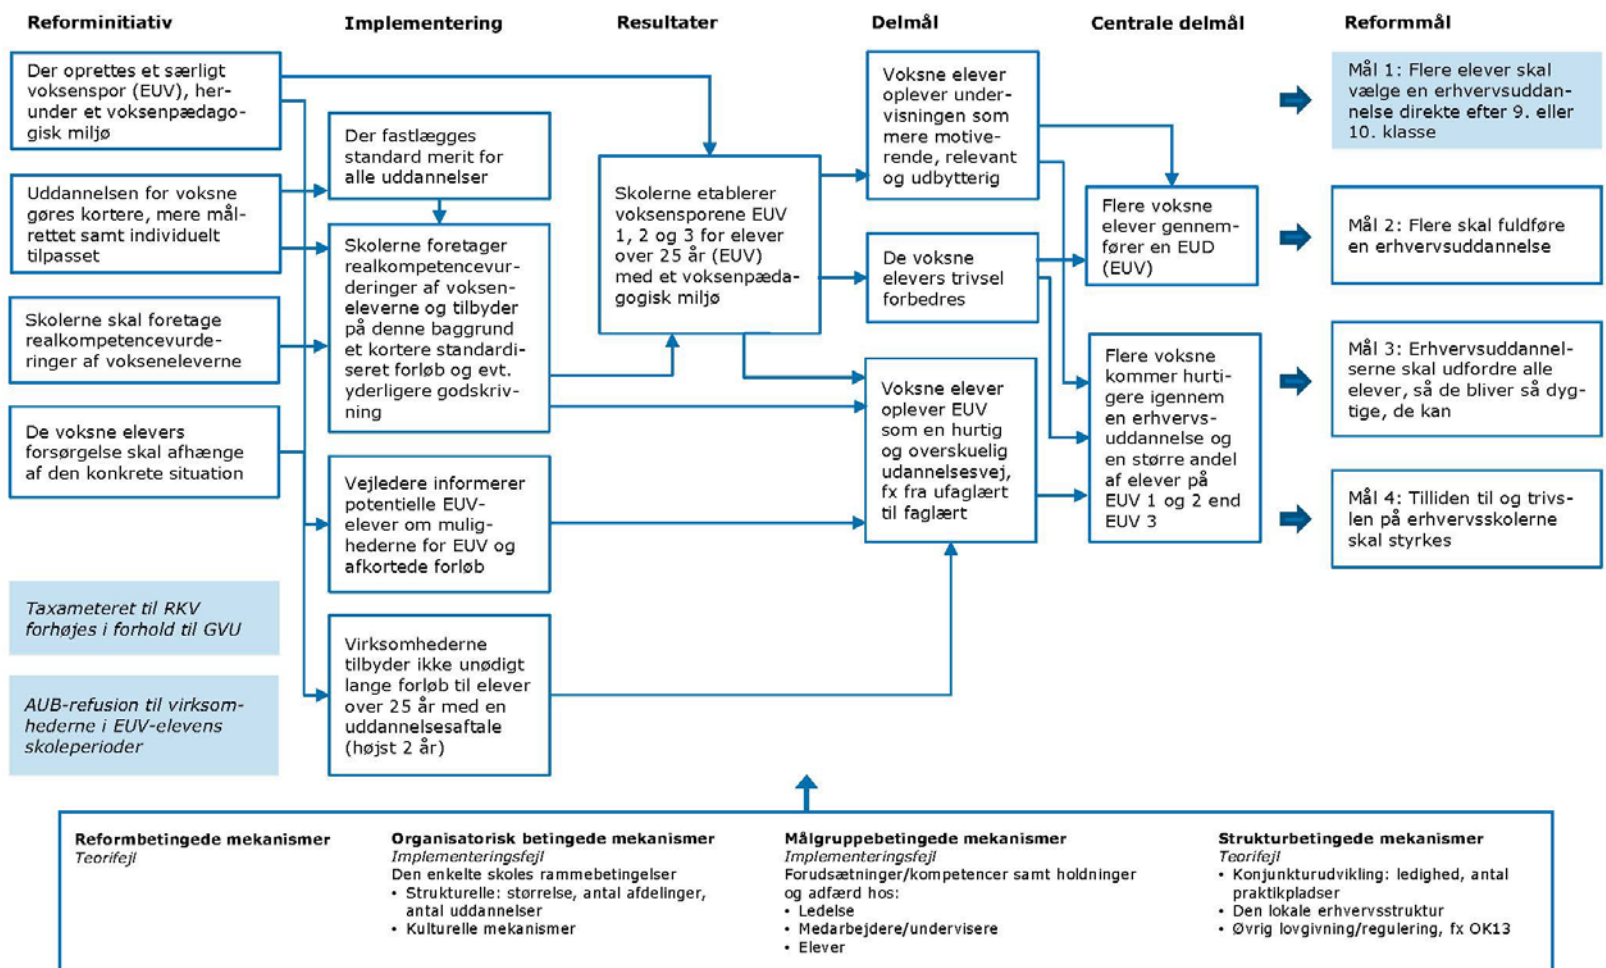 Reforminitiativ
Implementering
Resultater
Delmål
Centrale delmål
Reformmål
Der oprettes et særligt
voksenspor (EUV), her-
under et voksenpædago-
gisk miljø
Uddannelsen for voksne
gøres kortere, mere mål-
rettet samt individuelt
tilpasset
Skolerne skal foretage
realkompetencevurde-
ringer af vokseneleverne
De voksne elevers
forsørgelse skal afhænge
af den konkrete situation
Taxameteret til RKV
forhøjes i forhold til GVU
AUB-refusion til virksom-
hederne i EUV-elevens
skoleperioder
Der fastlægges
standard merit for
alle uddannelser
Skolerne foretager
realkompetencevur-
deringer af voksen-
eleverne og tilbyder
på denne baggrund
et kortere standardi-
seret forløb og evt.
yderligere godskriv-
ning
Vejledere informerer
potentielle EUV-
elever om mulig-
hederne for EUV og
afkortede forløb
Virksomhederne
tilbyder ikke unødigt
lange forløb til elever
over 25 år med en
uddannelsesaftale
(højst 2 år)
Skolerne etablerer
voksensporene EUV
1, 2 og 3 for elever
over 25 år (EUV)
med et voksenpæda-
gogisk miljø
Voksne elever
oplever under-
visningen som
mere motive-
rende, relevant
og udbytterig
De voksne
elevers trivsel
forbedres
Voksne elever
oplever EUV
som en hurtig
og overskuelig
udannelsesvej,
fx fra ufaglært
til faglært
Flere voksne
elever gennem-
fører en EUD
(EUV)
Flere voksne
kommer hurti-
gere igennem
en erhvervs-
uddannelse og
en større andel
af elever på
EUV 1 og 2 end
EUV 3
Mål 1: Flere elever skal
vælge en erhvervsuddan-
nelse direkte efter 9. eller
10. klasse
Mål 2: Flere skal fuldføre
en erhvervsuddannelse
Mål 3: Erhvervsuddannel-
serne skal udfordre alle
elever, så de bliver så dyg-
tige, de kan
Mål 4: Tilliden til og trivs-
len på erhvervsskolerne
skal styrkes
Reformbetingede mekanismer
Teorifejl
Organisatorisk betingede mekanismer
Implementeringsfejl
Den enkelte skoles rammebetingelser
• Strukturelle: størrelse, antal afdelinger,
antal uddannelser
• Kulturelle mekanismer
Målgruppebetingede mekanismer
Implementeringsfejl
Forudsætninger/kompetencer samt holdninger
og adfærd hos:
• Ledelse
• Medarbejdere/undervisere
• Elever
Strukturbetingede mekanismer
Teorifejl
• Konjunkturudvikling: ledighed, antal
praktikpladser
• Den lokale erhvervsstruktur
• Øvrig lovgivning/regulering, fx OK13